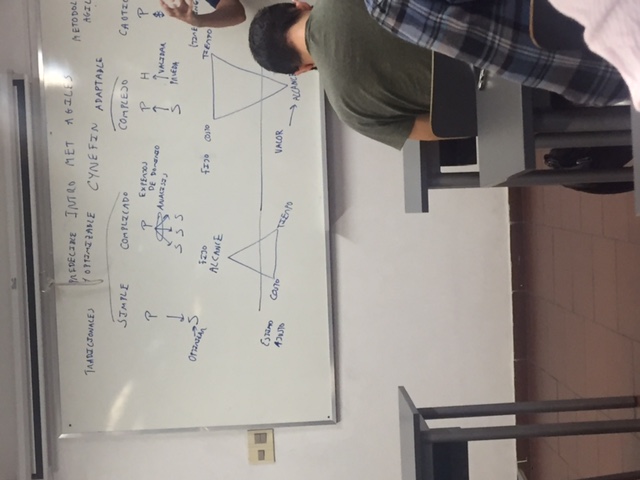 PREDECIBLE INTRO MET AGILES
TRADICIONALES Y OPTIMIZABLE CYNEFIN ADAPTABLE
METODOL
AGIL
SIMPLE COMPLICADO COMPLEJO CAOTIC
P P P H P
EXPERTOS
DE DOMINIO
ANALISIS
VALIDAR
S S S S PRUEBA
OPTIMIZAR S
FIJO
ALCANCE
FIJO COSTO TIEMPO
ESTIMO
AJUSTO
COSTO TIEMPO
VALOR
ALCANCE